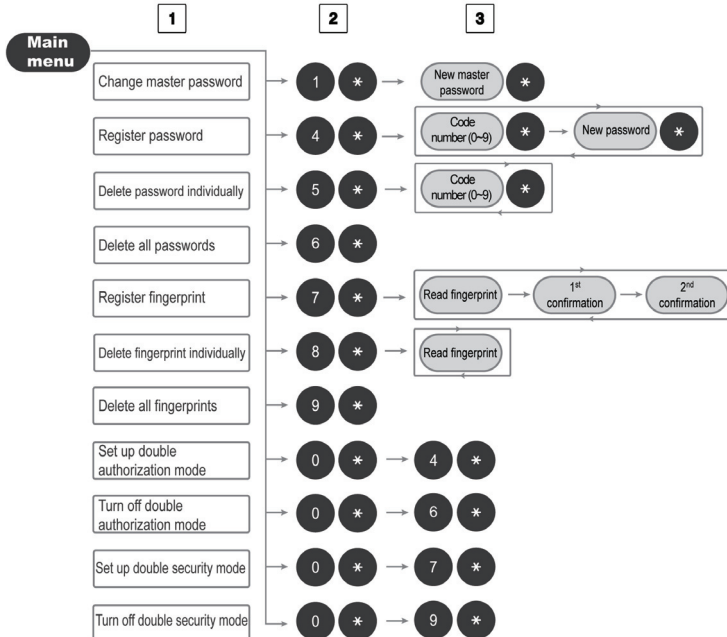 1 2 3
Main
menu
Change master password 1 * New master
password *
Register password 4 * Code
number (0~9) * New password *
Delete password individually 5 * Code
number (0~9) *
Delete all passwords 6 *
Register fingerprint 7 * Read fingerprint 1st
confirmation 2nd
confirmation
Delete fingerprint individually 8 * Read fingerprint
Delete all fingerprints 9 *
Set up double
authorization mode 0 * 4 *
Turn off double
authorization mode 0 * 6 *
Set up double security mode 0 * 7 *
Turn off double security mode 0 * 9 *